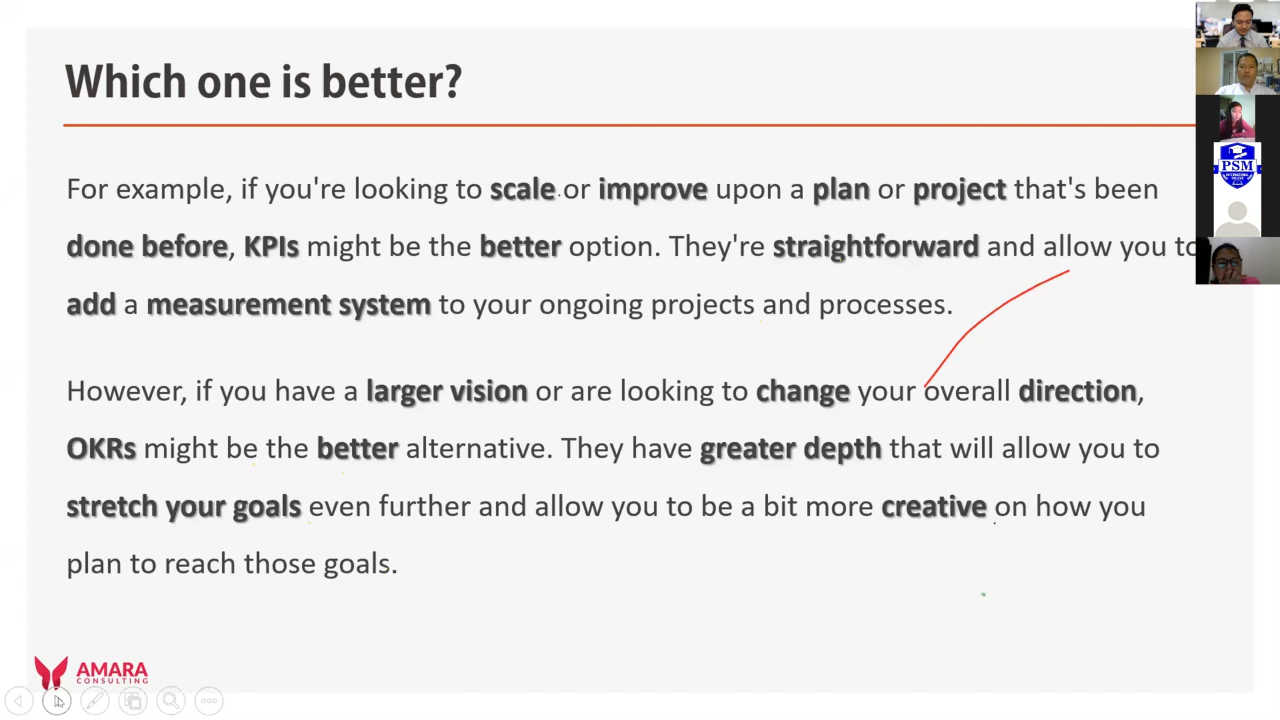 Which one is better?
For example, if you're looking to scale or improve upon a plan or project that's been
done before, KPIs might be the better option. They're straightforward and allow you to
add a measurement system to your ongoing projects and processes.
However, if you have a larger vision or are looking to change your overall direction,
OKRs might be the better alternative. They have greater depth that will allow you to
stretch your goals even further and allow you to be a bit more creative on how you
plan to reach those goals.
AMARA
CONSULTING
PSM